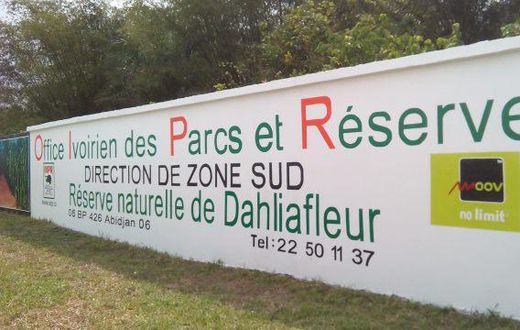 Office Ivoirien des Parcs et Réserve
DIRECTION DE ZONE SUD
Réserve naturelle de Dahliafleur
06 BP 426 Abidjan 06
Tel: 22 50 11 37
MOOV
no limit